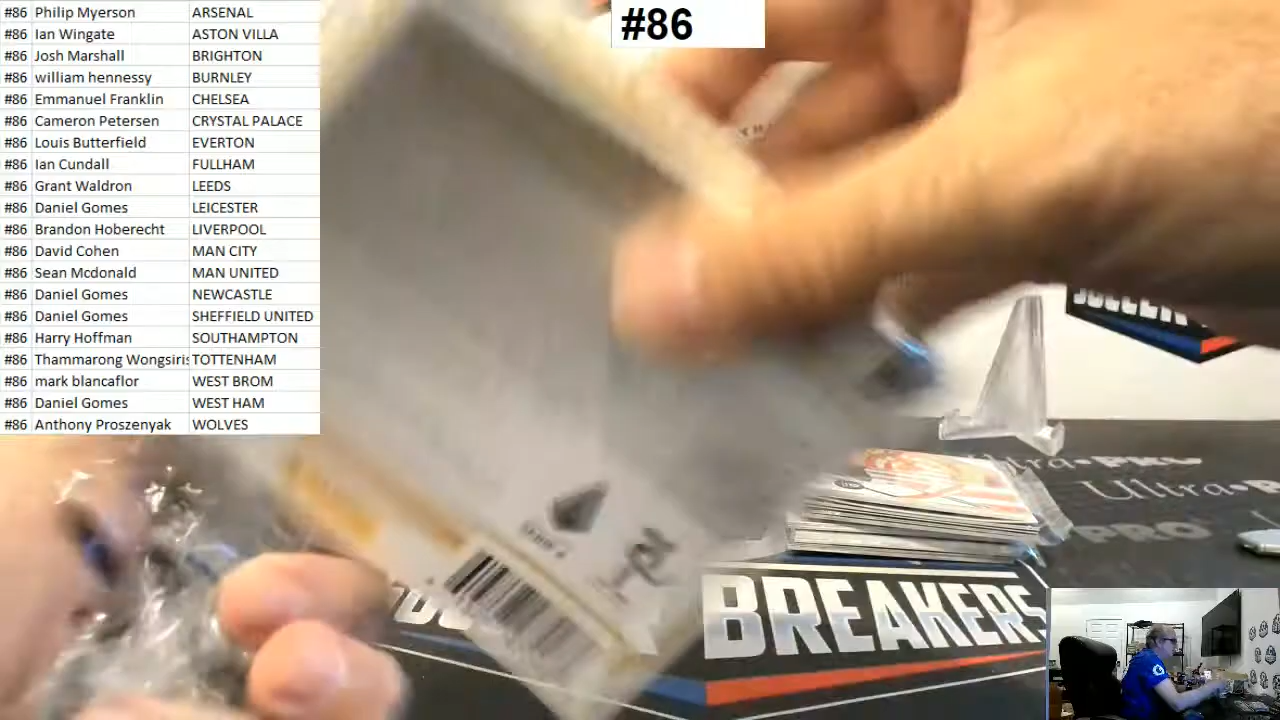 #86 Philip Myerson ARSENAL
#86 Ian Wingate ASTON VILLA
#86 Josh Marshall BRIGHTON
#86 william hennessy BURNLEY
#86 Emmanuel Franklin CHELSEA
#86 Cameron Petersen CRYSTAL PALACE
#86 Louis Butterfield EVERTON
#86 Ian Cundall FULLHAM
#86 Grant Waldron LEEDS
#86 Daniel Gomes LEICESTER
#86 Brandon Hoberecht LIVERPOOL
#86 David Cohen MAN CITY
#86 Sean Mcdonald MAN UNITED
#86 Daniel Gomes NEWCASTLE
#86 Daniel Gomes SHEFFIELD UNITED
#86 Harry Hoffman SOUTHAMPTON
#86 Thammarong Wongsiris TOTTENHAM
#86 mark blancaflor WEST BROM
#86 Daniel Gomes WEST HAM
#86 Anthony Proszenyak WOLVES
#86
Ultra PRO
PRO
BREAKERS